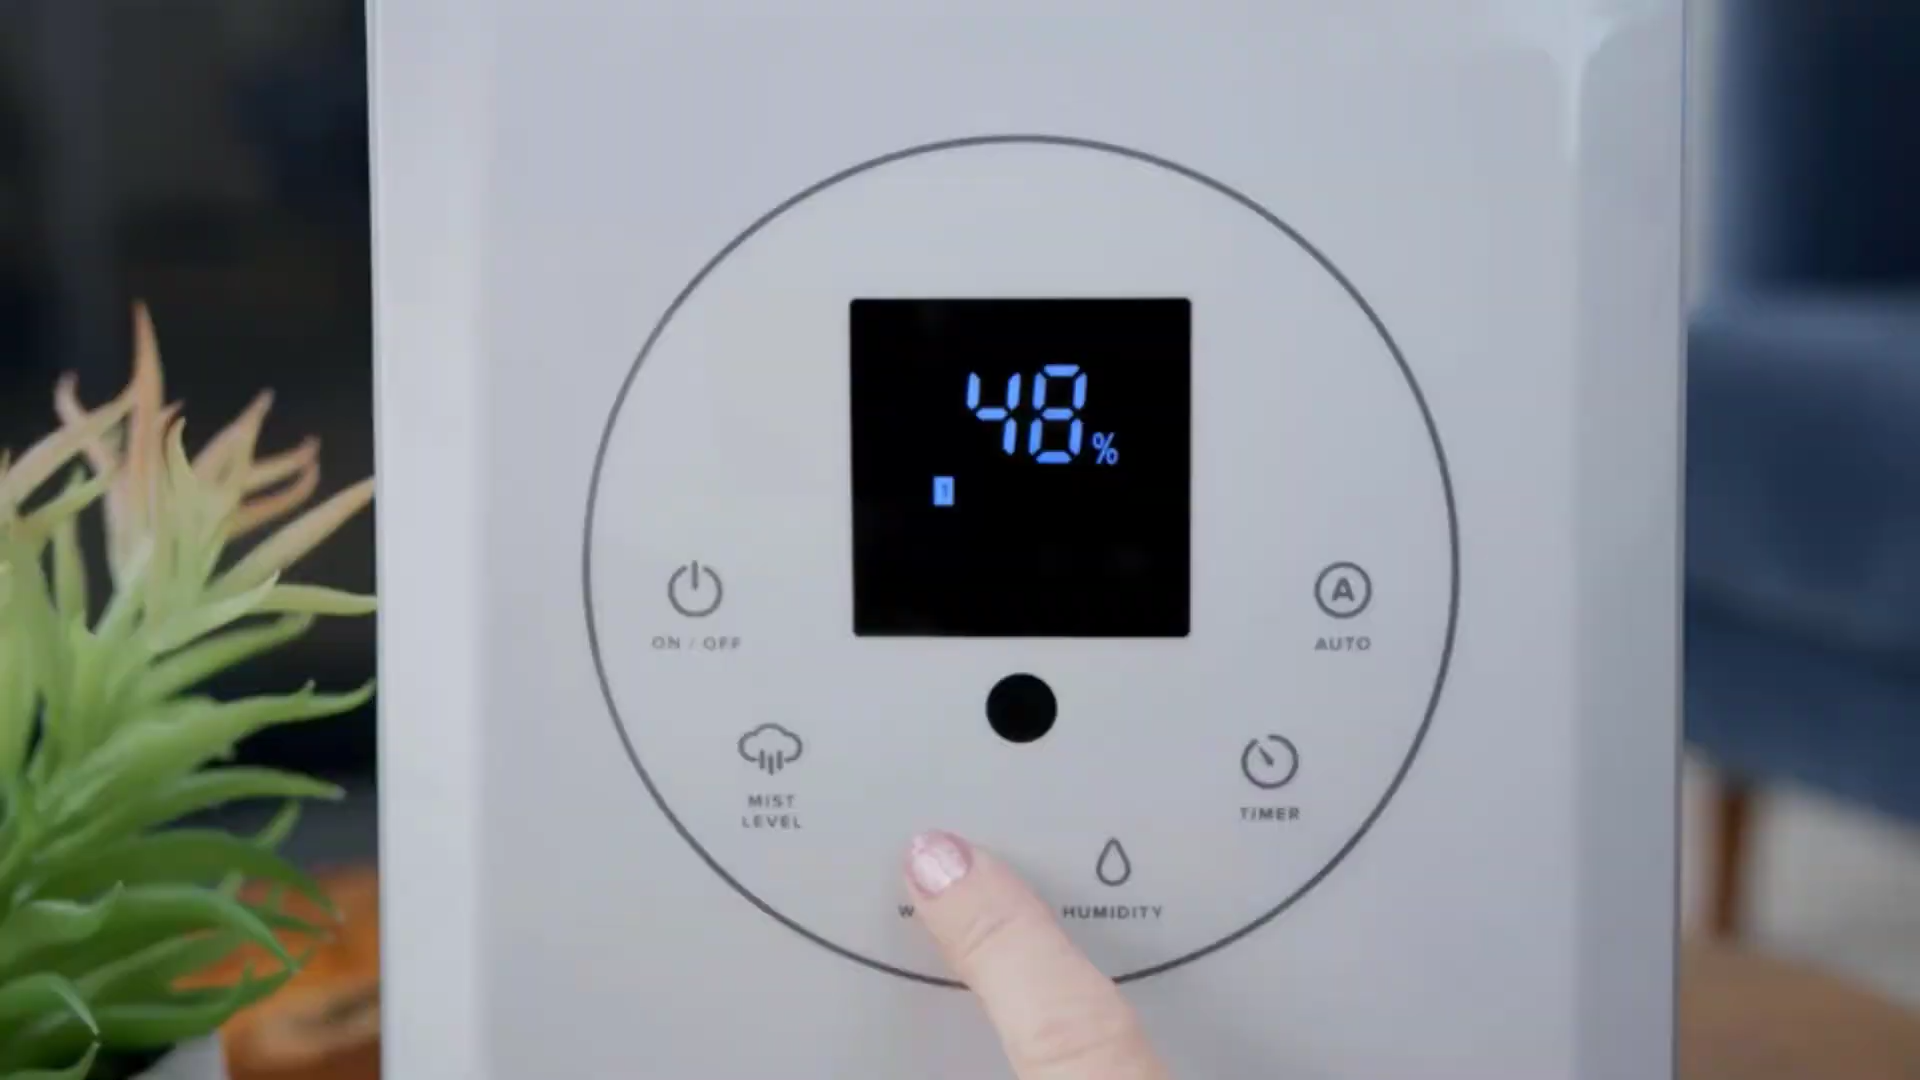 48%
1
ON / OFF
A
AUTO
MIST
LEVEL
TIMER
HUMIDITY